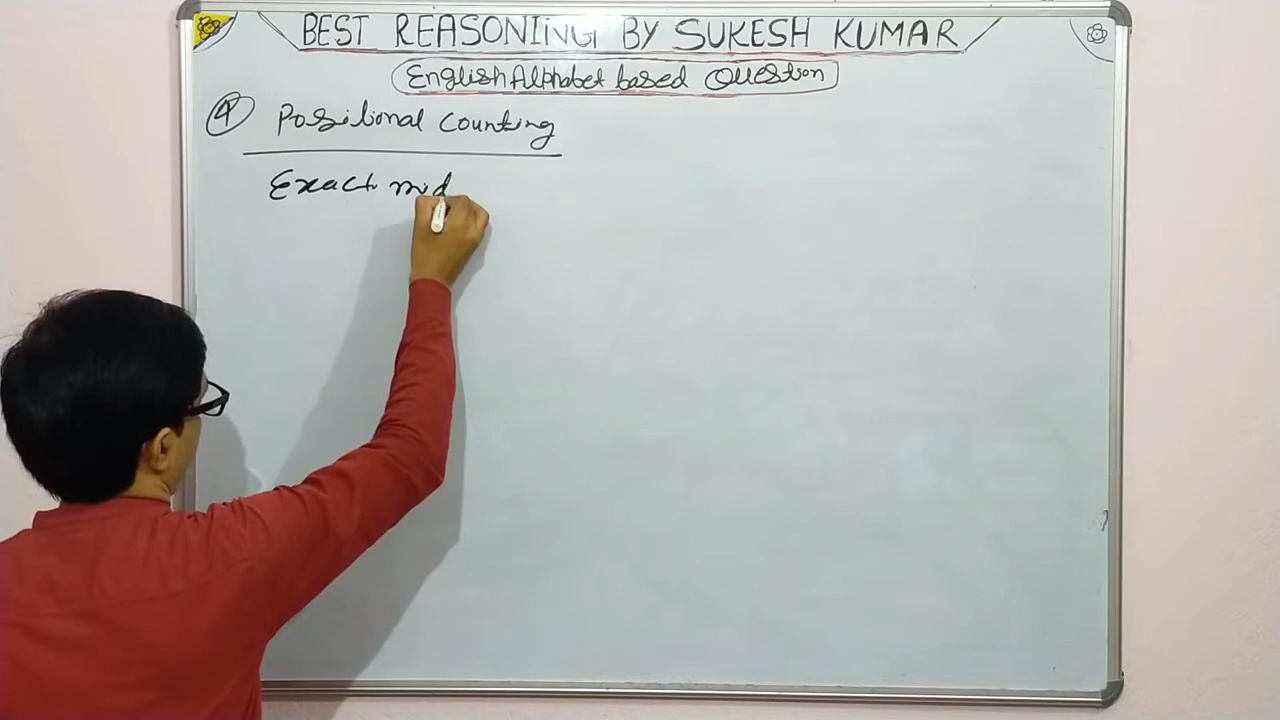 BEST REASONING BY SUKESH KUMAR
English Alphabet based Question
4 Positional Counting
Exact mid